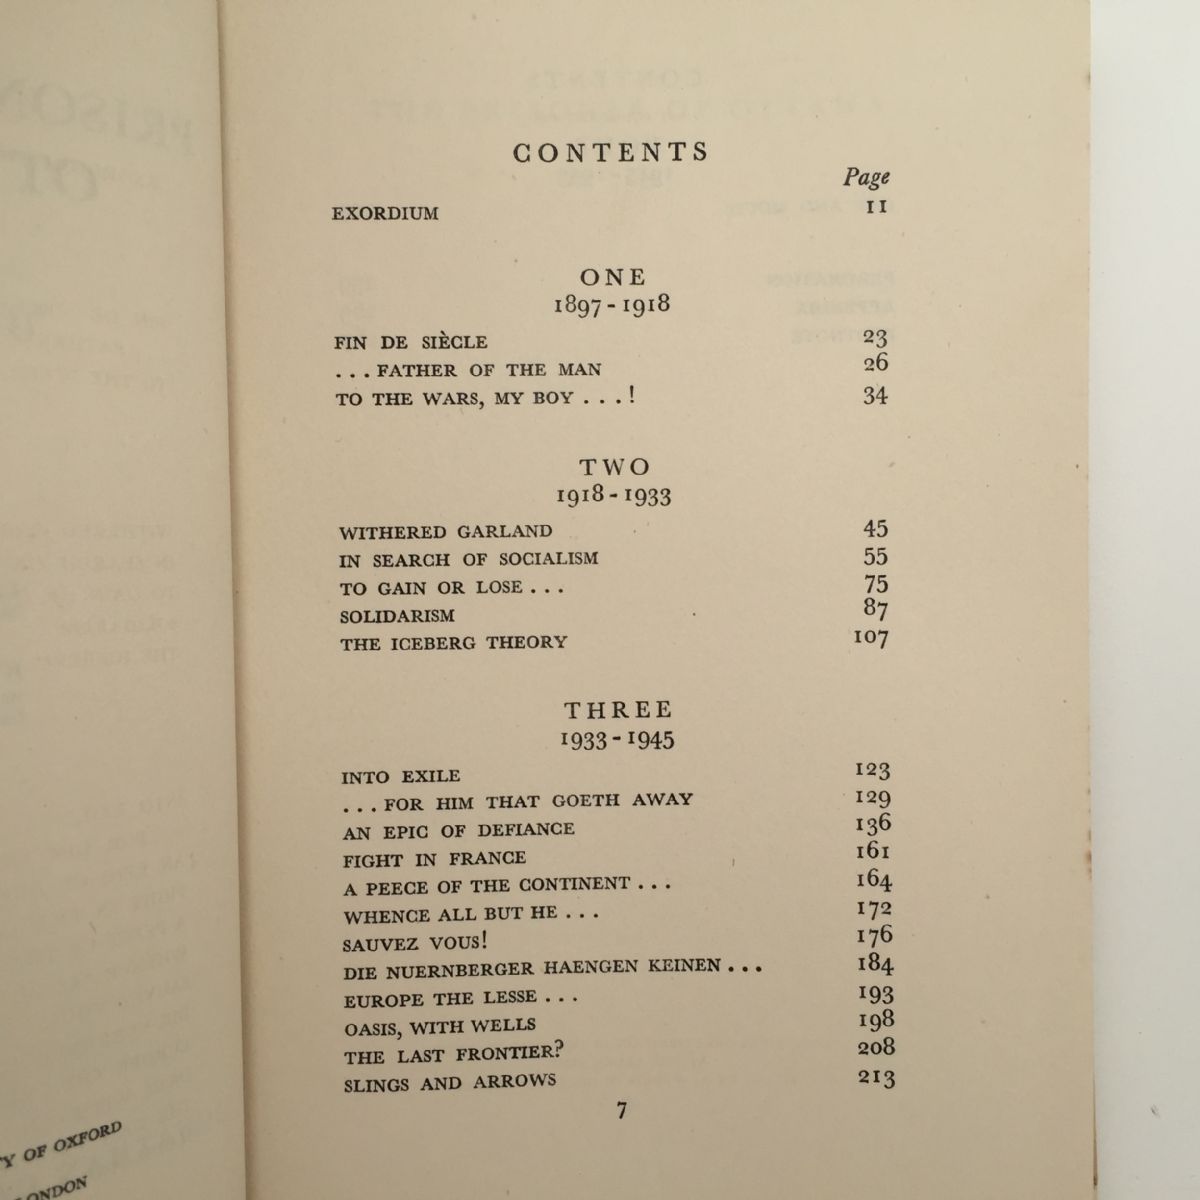 CONTENTS
Page
EXORDIUM 11
ONE
1897-1918
FIN DE SIÈCLE 23
...FATHER OF THE MAN 26
TO THE WARS, MY BOY ...! 34
TWO
1918-1933
WITHERED GARLAND 45
IN SEARCH OF SOCIALISM 55
TO GAIN OR LOSE... 75
SOLIDARISM 87
THE ICEBERG THEORY 107
THREE
1933-1945
INTO EXILE 123
...FOR HIM THAT GOETH AWAY 129
AN EPIC OF DEFIANCE 136
FIGHT IN FRANCE 161
A PEECE OF THE CONTINENT... 164
WHENCE ALL BUT HE... 172
SAUVEZ VOUS! 176
DIE NUERNBERGER HAENGEN KEINEN... 184
EUROPE THE LESSE... 193
OASIS, WITH WELLS 198
THE LAST FRONTIER? 208
SLINGS AND ARROWS 213
7
OF OXFORD
LONDON